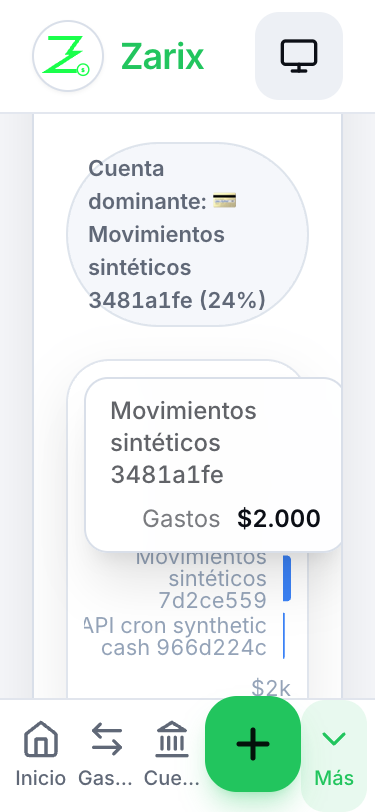 Zarix
Cuenta
dominante: 💳
Movimientos
sintéticos
3481a1fe (24%)
Movimientos
sintéticos
3481a1fe
Gastos $2.000
Movimientos
sintéticos
7d2ce559
API cron synthetic
cash 966d224c
$2k
Inicio Gas... Cue... Más